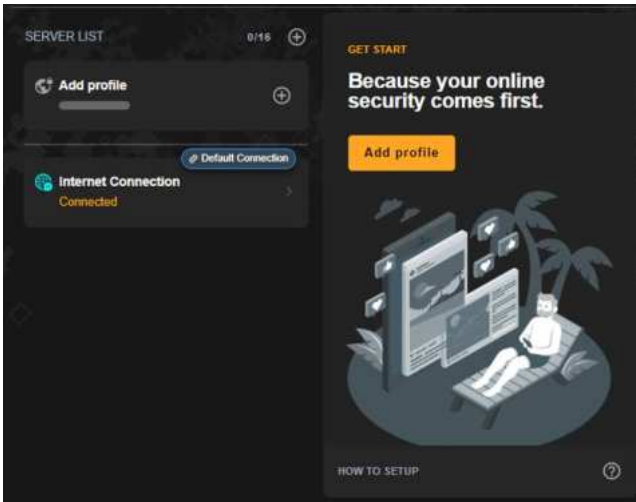 SERVER LIST 0/16
Add profile
Default Connection
Internet Connection
Connected
GET START
Because your online
security comes first.
Add profile
HOW TO SETUP